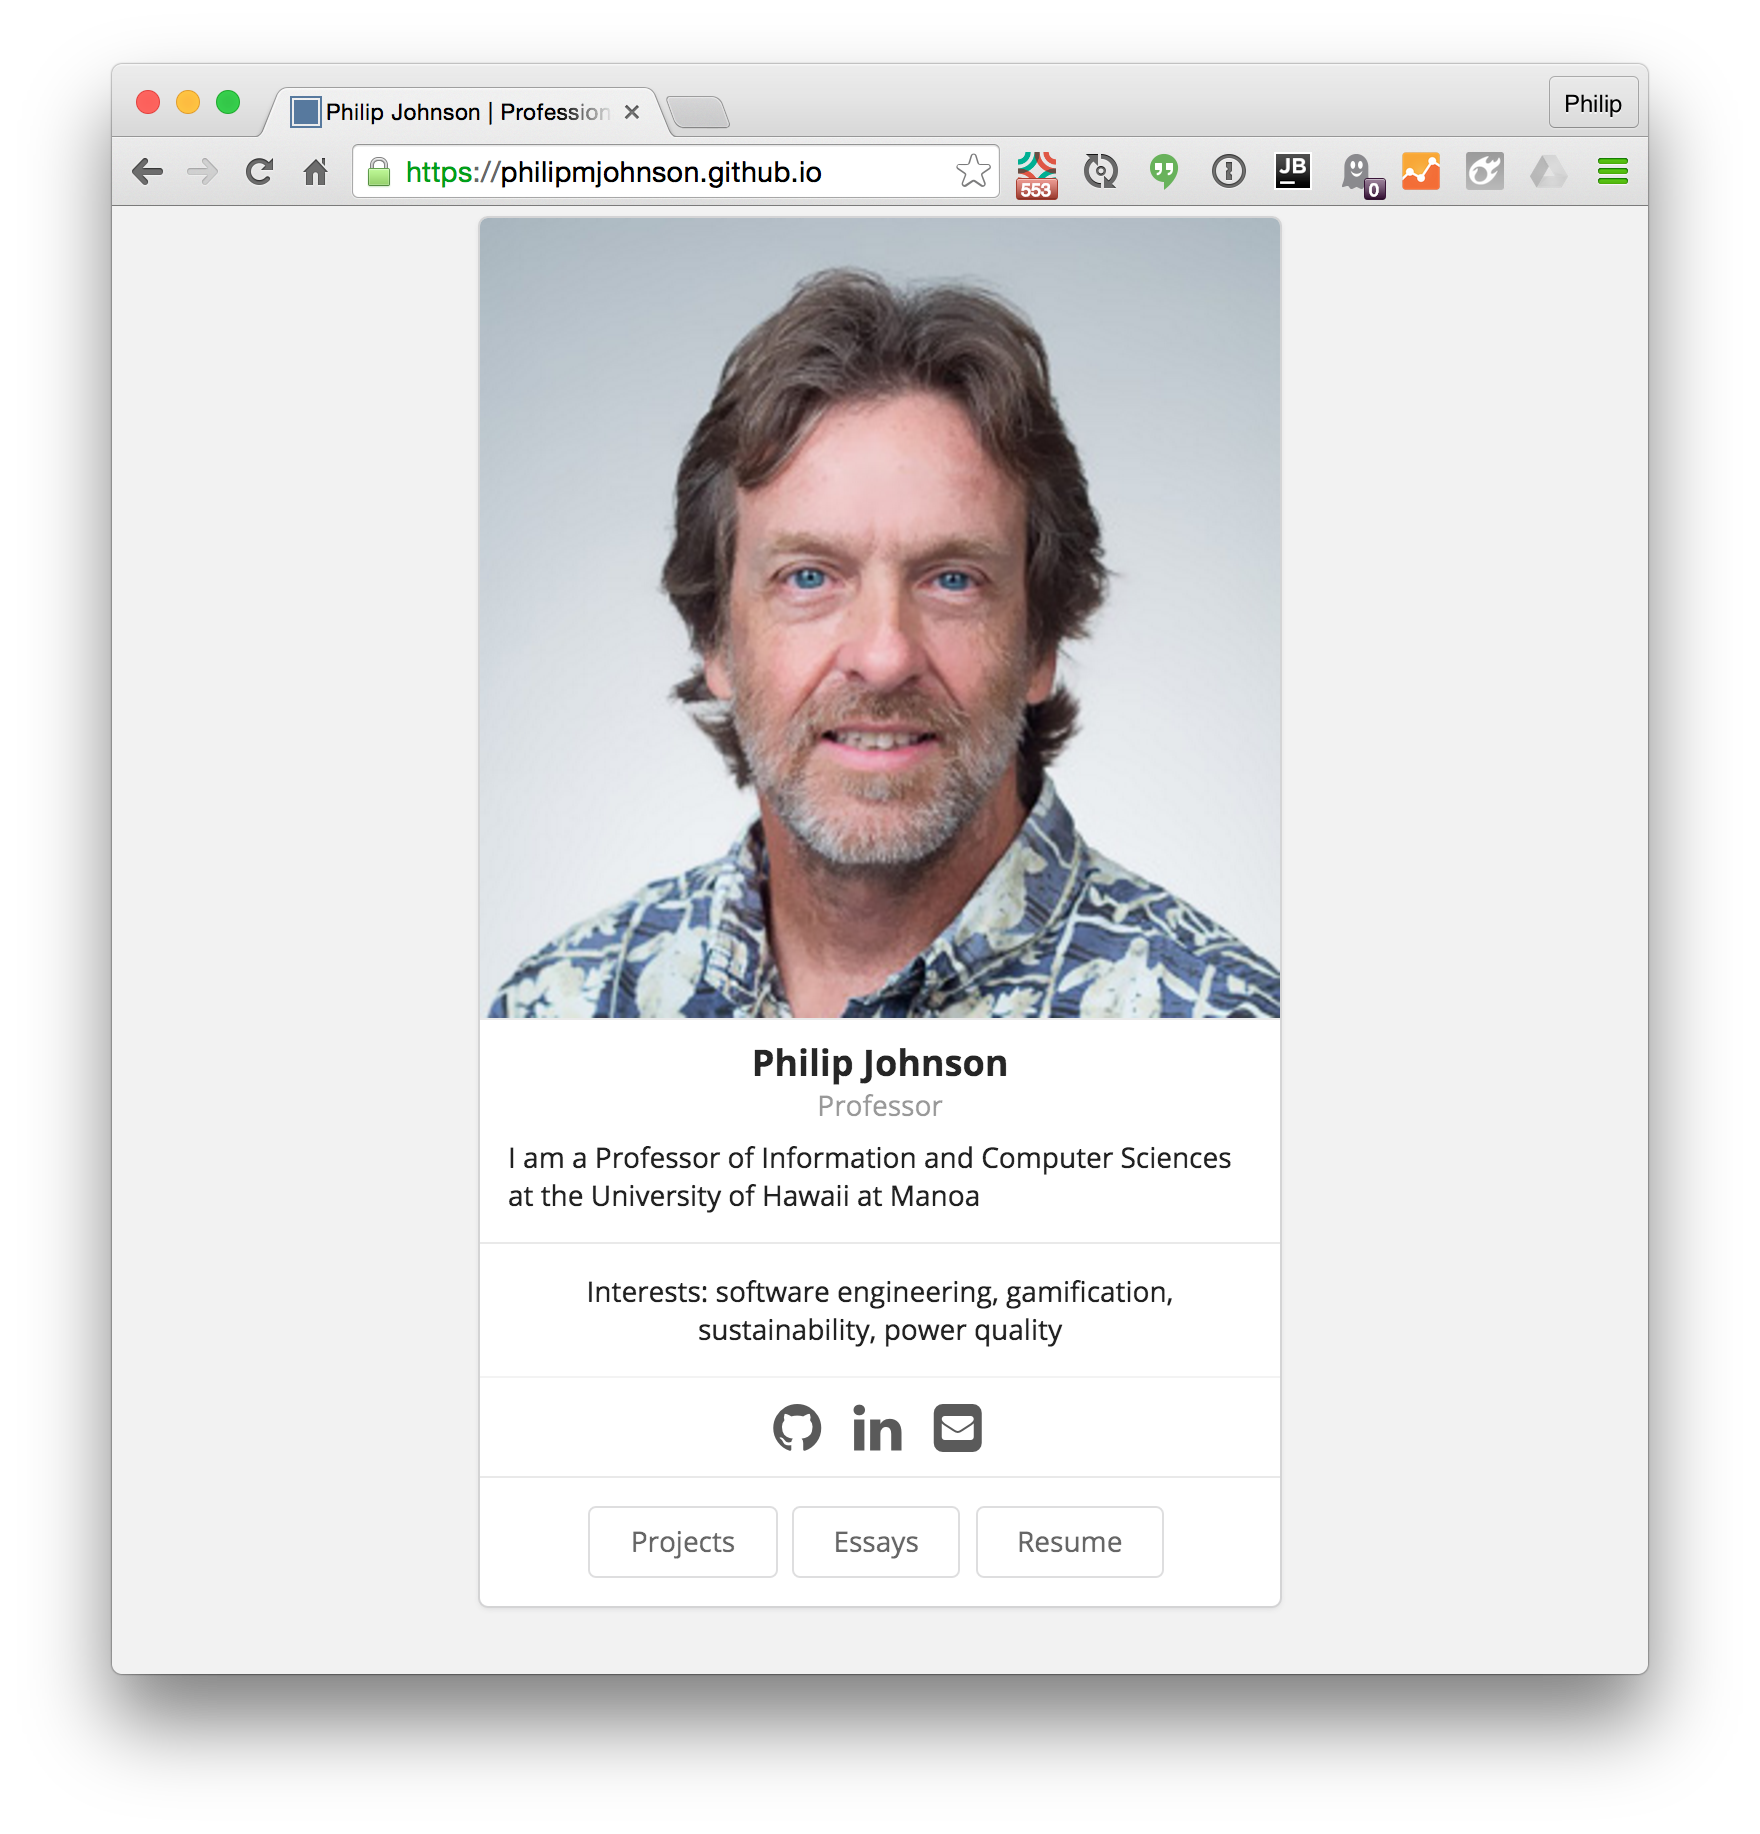 Philip Johnson | Profession
Philip
https://philipmjohnson.github.io
553
JB
0
Philip Johnson
Professor
I am a Professor of Information and Computer Sciences
at the University of Hawaii at Manoa
Interests: software engineering, gamification,
sustainability, power quality
in
Projects
Essays
Resume